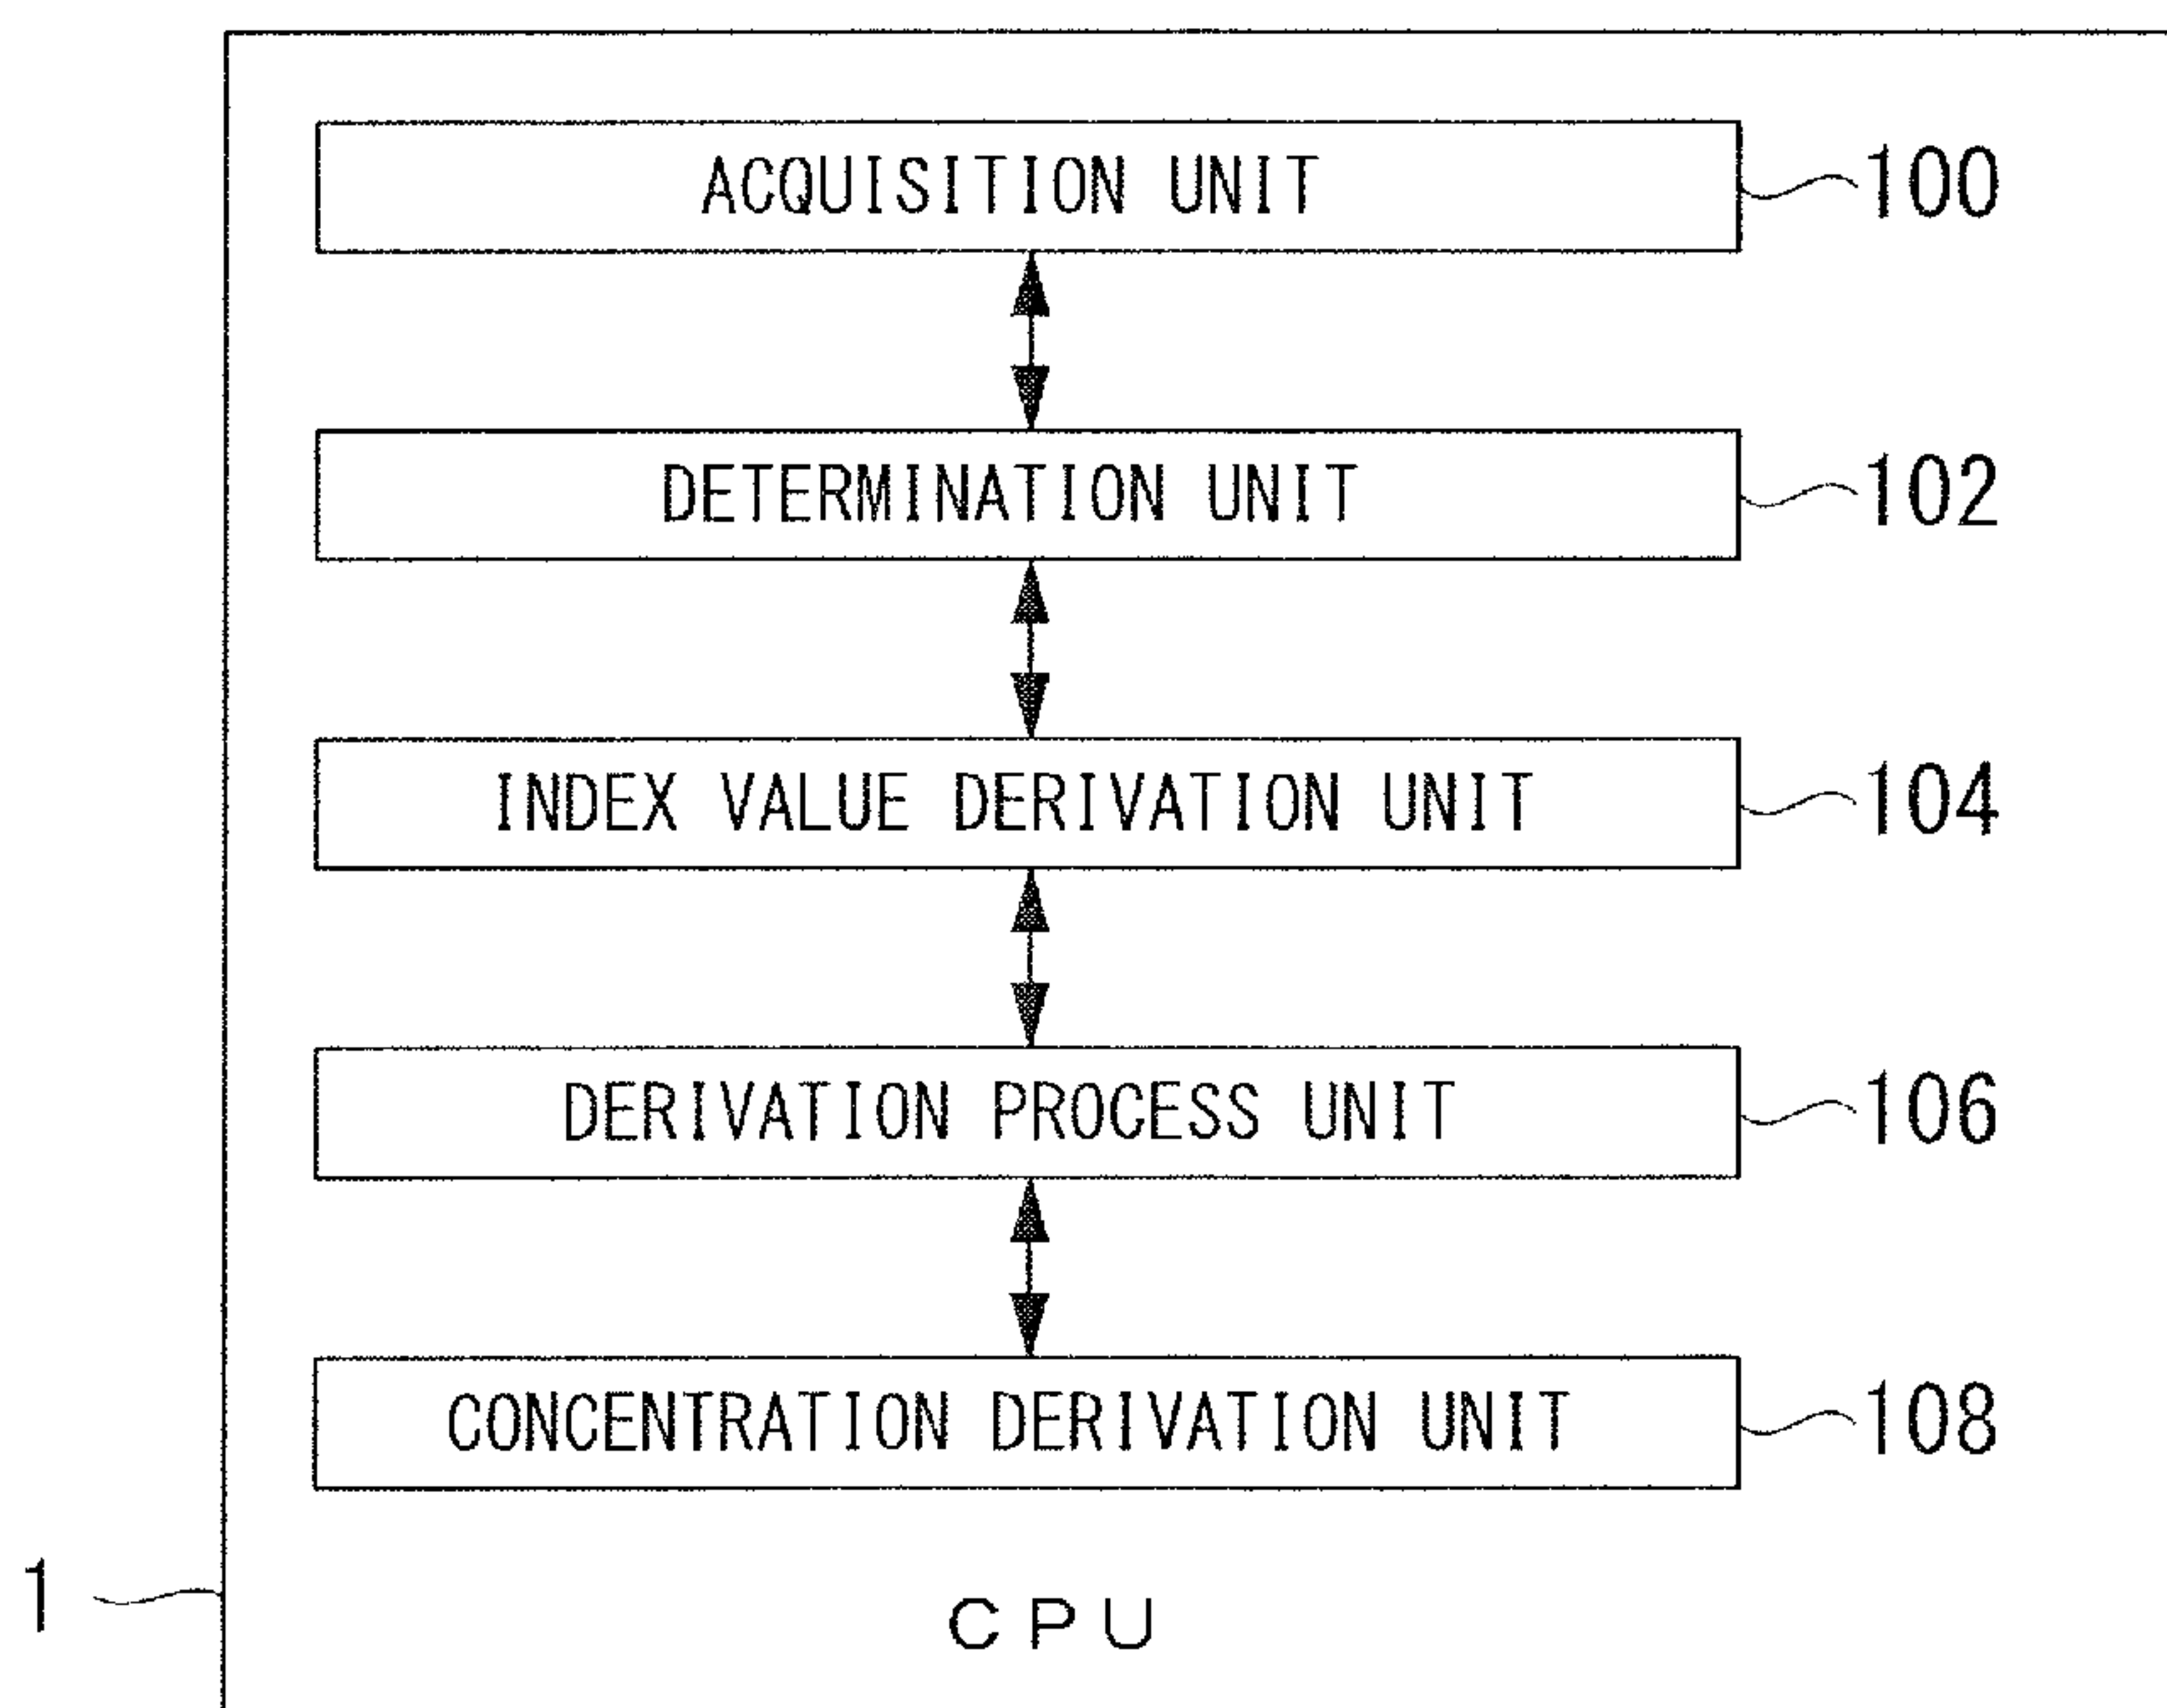 ACQUISITION UNIT 100
DETERMINATION UNIT 102
INDEX VALUE DERIVATION UNIT 104
DERIVATION PROCESS UNIT 106
CONCENTRATION DERIVATION UNIT 108
1
CPU